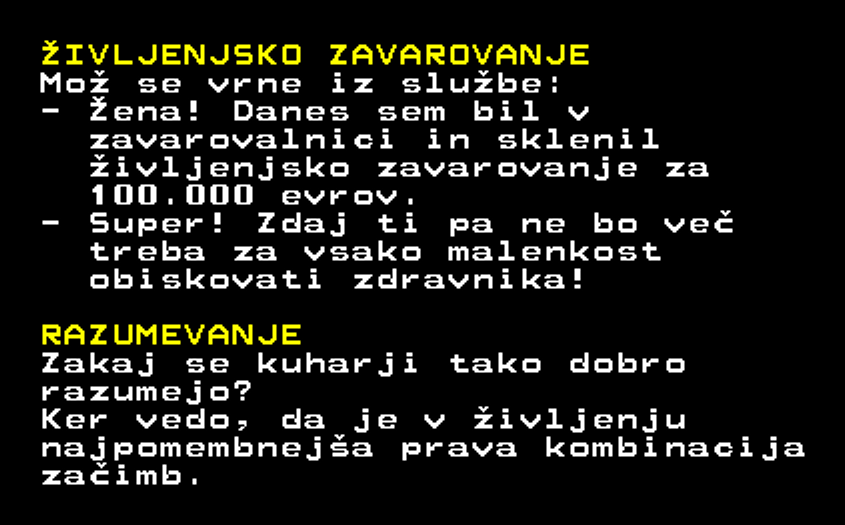 ŽIVLJENJSKO ZAVAROVANJE
Mož se vrne iz službe:
- Žena! Danes sem bil v
zavarovalnici in sklenil
življenjsko zavarovanje za
100.000 evrov.
- Super! Zdaj ti pa ne bo več
treba za vsako malenkost
obiskovati zdravnika!
RAZUMEVANJE
Zakaj se kuharji tako dobro
razumejo?
Ker vedo, da je v življenju
najpomembnejša prava kombinacija
začimb.